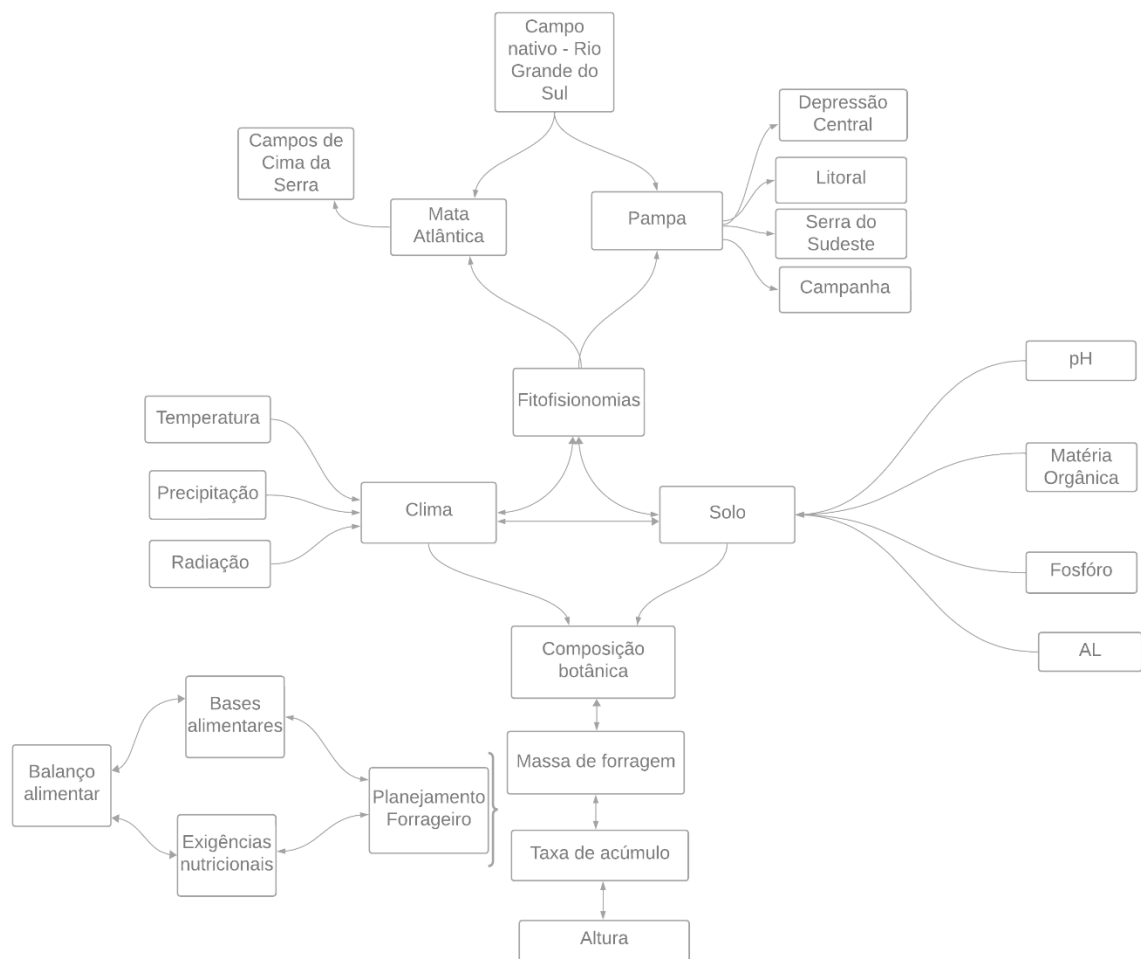 Campo
nativo - Rio
Grande do
Sul
Depressão
Central
Campos de
Cima da
Serra
Litoral
Mata
Atlântica
Pampa
Serra do
Sudeste
Campanha
pH
Fitofisionomias
Temperatura
Matéria
Orgânica
Precipitação
Clima
Solo
Radiação
Fosfóro
AL
Composição
botânica
Bases
alimentares
Massa de forragem
Balanço
alimentar
Planejamento
Forrageiro
Exigências
nutricionais
Taxa de acúmulo
Altura